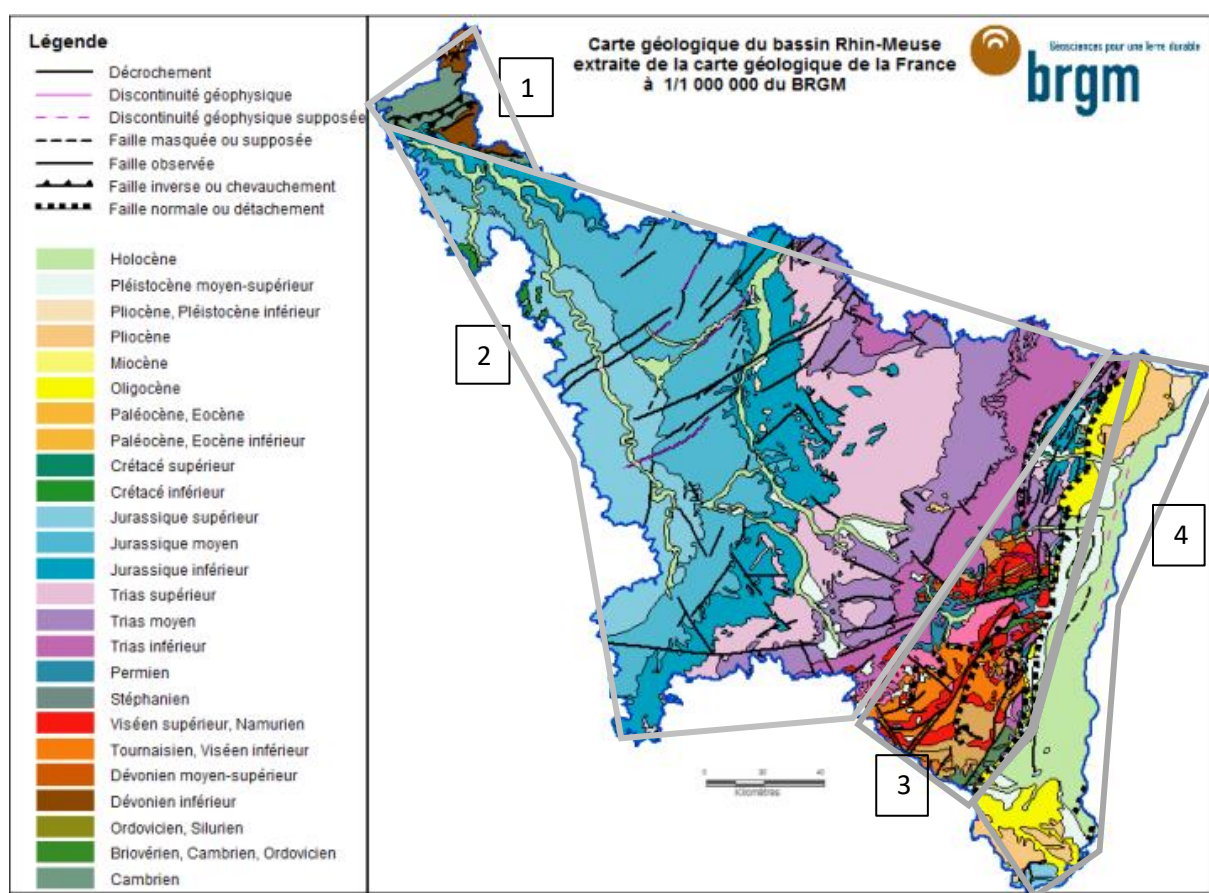 Légende
Décrochement
Discontinuité géophysique
Discontinuité géophysique supposée
Faille masquée ou supposée
Faille observée
Faille inverse ou chevauchement
Faille normale ou détachement
Holocène
Pléistocène moyen-supérieur
Pliocène, Pléistocène inférieur
Pliocène
Miocène
Oligocène
Paléocène, Eocène
Paléocène, Eocène inférieur
Crétacé supérieur
Crétacé inférieur
Jurassique supérieur
Jurassique moyen
Jurassique inférieur
Trias supérieur
Trias moyen
Trias inférieur
Permien
Stéphanien
Viséen supérieur, Namurien
Tournaisien, Viséen inférieur
Dévonien moyen-supérieur
Dévonien inférieur
Ordovicien, Silurien
Briovérien, Cambrien, Ordovicien
Cambrien
Carte géologique du bassin Rhin-Meuse
extraite de la carte géologique de la France
à 1/1 000 000 du BRGM
Géosciences pour une Terre durable
brgm
1
2
3
4
0 20 40
Kilomètres